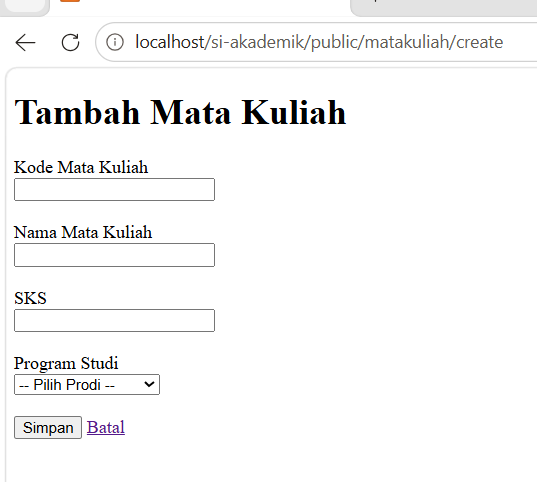 localhost/si-akademik/public/matakuliah/create
Tambah Mata Kuliah
Kode Mata Kuliah
Nama Mata Kuliah
SKS
Program Studi
-- Pilih Prodi --
Simpan Batal